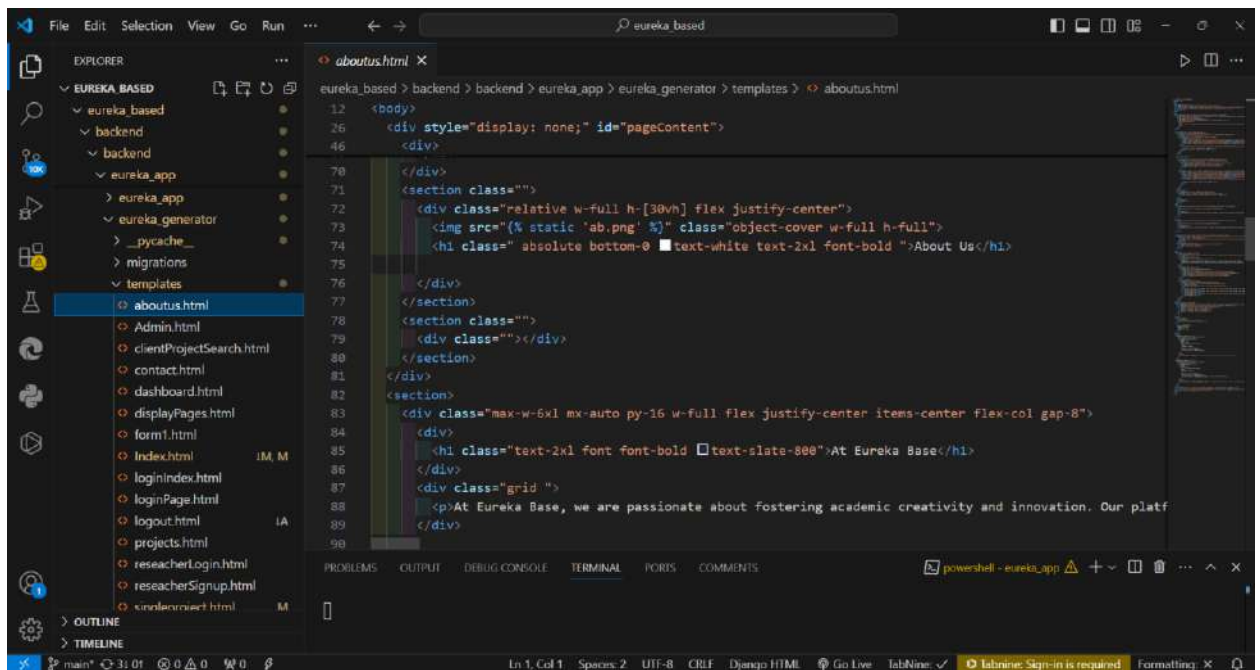 File Edit Selection View Go Run ··· eureka_based
EXPLORER ···
EUREKA_BASED
eureka_based
backend
backend
eureka_app
eureka_app
eureka_generator
__pycache__
migrations
templates
aboutus.html
Admin.html
clientProjectSearch.html
contact.html
dashboard.html
displayPages.html
form1.html
Index.html 1M, M
loginIndex.html
loginPage.html
logout.html ↓A
projects.html
reseacherLogin.html
reseacherSignup.html
singleproject.html M
OUTLINE
TIMELINE
10K
1
aboutus.html
eureka_based > backend > backend > eureka_app > eureka_generator > templates > aboutus.html
12 <body>
26 <div style="display: none;" id="pageContent">
46 <div>
70 </div>
71 <section class="">
72 <div class="relative w-full h-[30vh] flex justify-center">
73 <img src="{% static 'ab.png' %}" class="object-cover w-full h-full">
74 <h1 class=" absolute bottom-0 text-white text-2xl font-bold ">About Us</h1>
75
76 </div>
77 </section>
78 <section class="">
79 <div class=""></div>
80 </section>
81 </div>
82 <section>
83 <div class="max-w-6xl mx-auto py-16 w-full flex justify-center items-center flex-col gap-8">
84 <div>
85 <h1 class="text-2xl font font-bold text-slate-800">At Eureka Base</h1>
86 </div>
87 <div class="grid ">
88 <p>At Eureka Base, we are passionate about fostering academic creativity and innovation. Our platf
89 </div>
90
PROBLEMS OUTPUT DEBUG CONSOLE TERMINAL PORTS COMMENTS powershell - eureka_app
main* 3↓ 0↑ 0 0 0 Ln 1, Col 1 Spaces: 2 UTF-8 CRLF Django HTML Go Live TabNine: ✓ Tabnine: Sign-in is required Formatting: ×